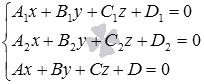 A₁x + B₁y + C₁z + D₁ = 0
A₂x + B₂y + C₂z + D₂ = 0
Ax + By + Cz + D = 0